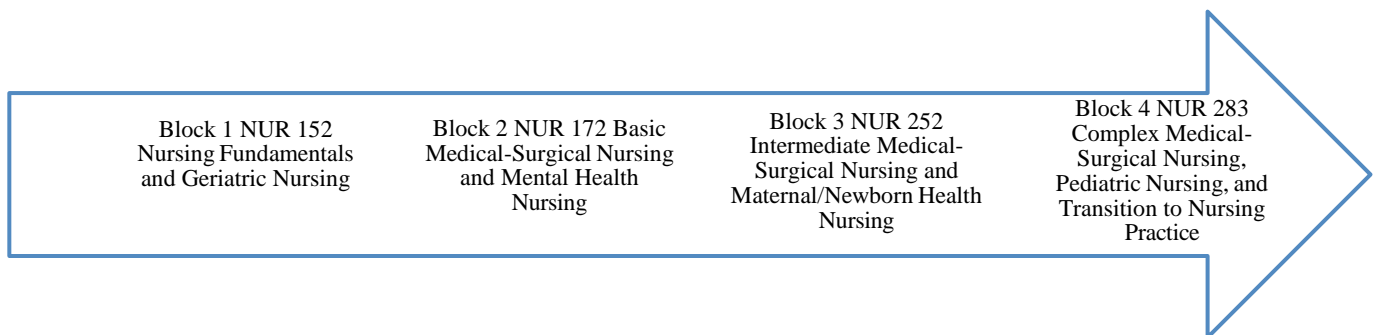 Block 1 NUR 152
Nursing Fundamentals
and Geriatric Nursing
Block 2 NUR 172 Basic
Medical-Surgical Nursing
and Mental Health
Nursing
Block 3 NUR 252
Intermediate Medical-
Surgical Nursing and
Maternal/Newborn Health
Nursing
Block 4 NUR 283
Complex Medical-
Surgical Nursing,
Pediatric Nursing, and
Transition to Nursing
Practice